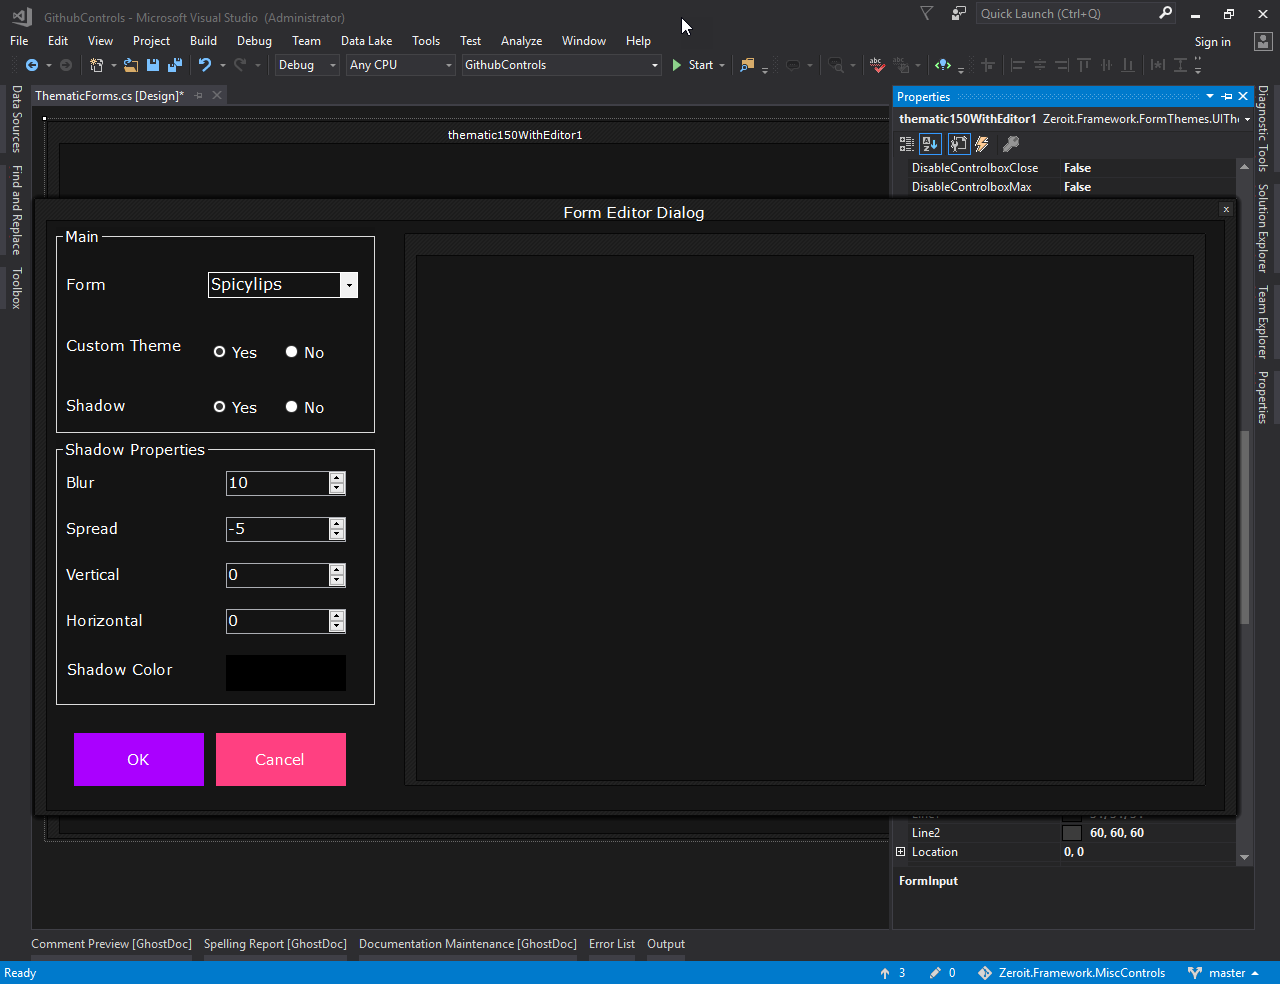 GithubControls - Microsoft Visual Studio (Administrator)
Quick Launch (Ctrl+Q)
File Edit View Project Build Debug Team Data Lake Tools Test Analyze Window Help
Sign in
Debug Any CPU GithubControls Start
ThematicForms.cs [Design]*
Properties
thematic150WithEditor1 Zeroit.Framework.FormThemes.UIThe
thematic150WithEditor1
DisableControlboxClose False
DisableControlboxMax False
Data Sources
Find and Replace
Toolbox
Diagnostic Tools
Solution Explorer
Team Explorer
Properties
Form Editor Dialog
x
Main
Form Spicylips
Custom Theme Yes No
Shadow Yes No
Shadow Properties
Blur 10
Spread -5
Vertical 0
Horizontal 0
Shadow Color
OK Cancel
Line2 60, 60, 60
Location 0, 0
FormInput
Comment Preview [GhostDoc] Spelling Report [GhostDoc] Documentation Maintenance [GhostDoc] Error List Output
Ready 3 0 Zeroit.Framework.MiscControls master